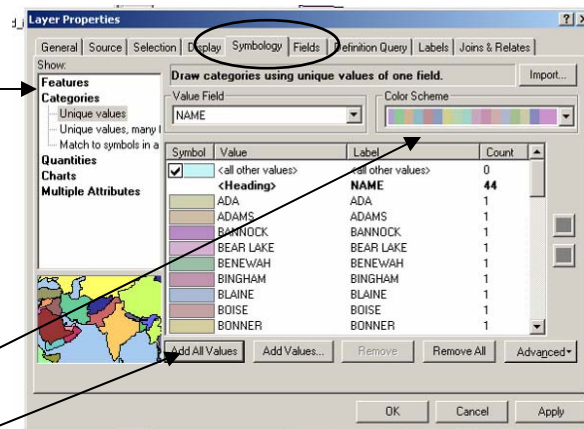 Layer Properties
General Source Selection Display Symbology Fields Definition Query Labels Joins & Relates
Show:
Features
Categories
Unique values
Unique values, many
Match to symbols in a
Quantities
Charts
Multiple Attributes
Draw categories using unique values of one field.
Import...
Value Field
NAME
Color Scheme
Symbol Value Label Count
<all other values> <all other values> 0
<Heading> NAME 44
ADA ADA 1
ADAMS ADAMS 1
BANNOCK BANNOCK 1
BEAR LAKE BEAR LAKE 1
BENEWAH BENEWAH 1
BINGHAM BINGHAM 1
BLAINE BLAINE 1
BOISE BOISE 1
BONNER BONNER 1
Add All Values Add Values... Remove Remove All Advanced
OK Cancel Apply